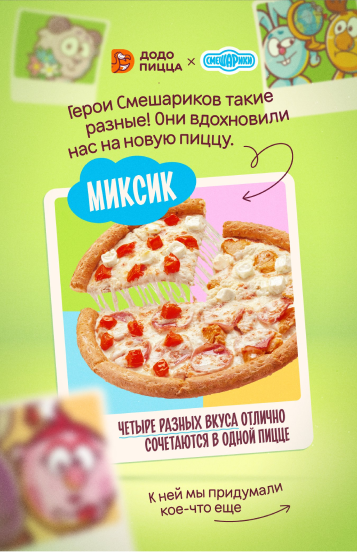 ДОДО
ПИЦЦА × СМЕШАРИКИ
Герои Смешариков такие
разные! Они вдохновили
нас на новую пиццу.
МИКСИК
ЧЕТЫРЕ РАЗНЫХ ВКУСА ОТЛИЧНО
СОЧЕТАЮТСЯ В ОДНОЙ ПИЦЦЕ
К ней мы придумали
кое-что еще